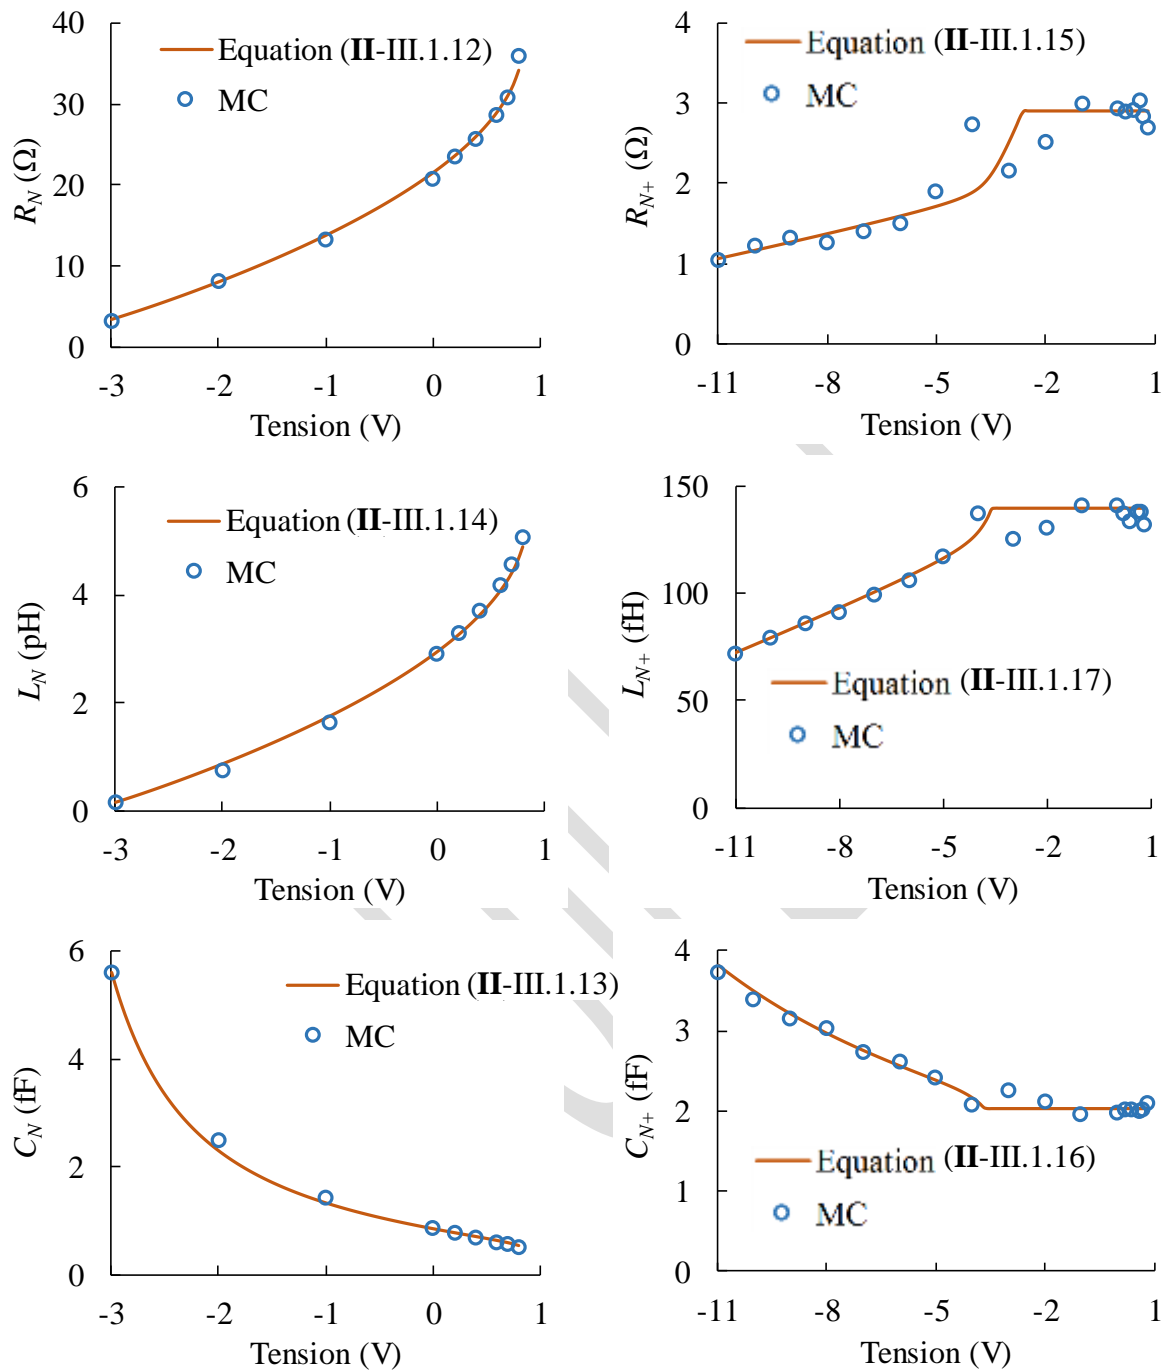 40
30
20
10
0
-3 -2 -1 0 1
R_N (Ω)
Equation (II-III.1.12)
MC
Tension (V)
4
3
2
1
0
-11 -8 -5 -2 1
R_N+ (Ω)
Equation (II-III.1.15)
MC
Tension (V)
6
4
2
0
-3 -2 -1 0 1
L_N (pH)
Equation (II-III.1.14)
MC
Tension (V)
150
100
50
0
-11 -8 -5 -2 1
L_N+ (fH)
Equation (II-III.1.17)
MC
Tension (V)
6
4
2
0
-3 -2 -1 0 1
C_N (fF)
Equation (II-III.1.13)
MC
Tension (V)
4
3
2
1
0
-11 -8 -5 -2 1
C_N+ (fF)
Equation (II-III.1.16)
MC
Tension (V)